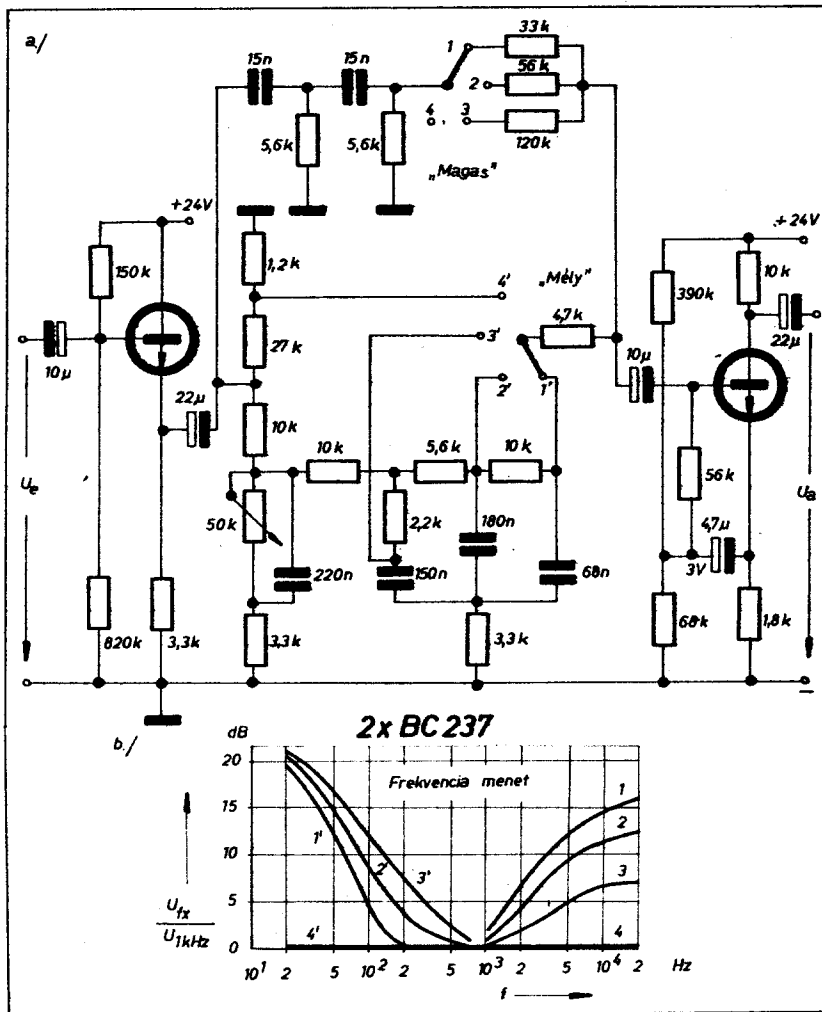 a./
15n
15n
1
33k
2
56k
4
3
120k
5,6k
5,6k
„Magas"
+24V
150k
1,2k
4'
„Mély"
+24V
10k
390k
22µ
3'
4,7k
27k
10µ
22µ
2'
1'
10µ
10k
10k
5,6k
10k
56k
Ue
50k
2,2k
180n
4,7µ
Ua
220n
150n
68n
3V
820k
3,3k
3,3k
3,3k
68k
1,8k
b./
2x BC 237
dB
20
15
10
5
0
Frekvencia menet
1
2
3
4
1'
2'
3'
4'
Ufx
U1kHz
10¹ 2 5 10² 2 5 10³ 2 5 10⁴ 2 Hz
f